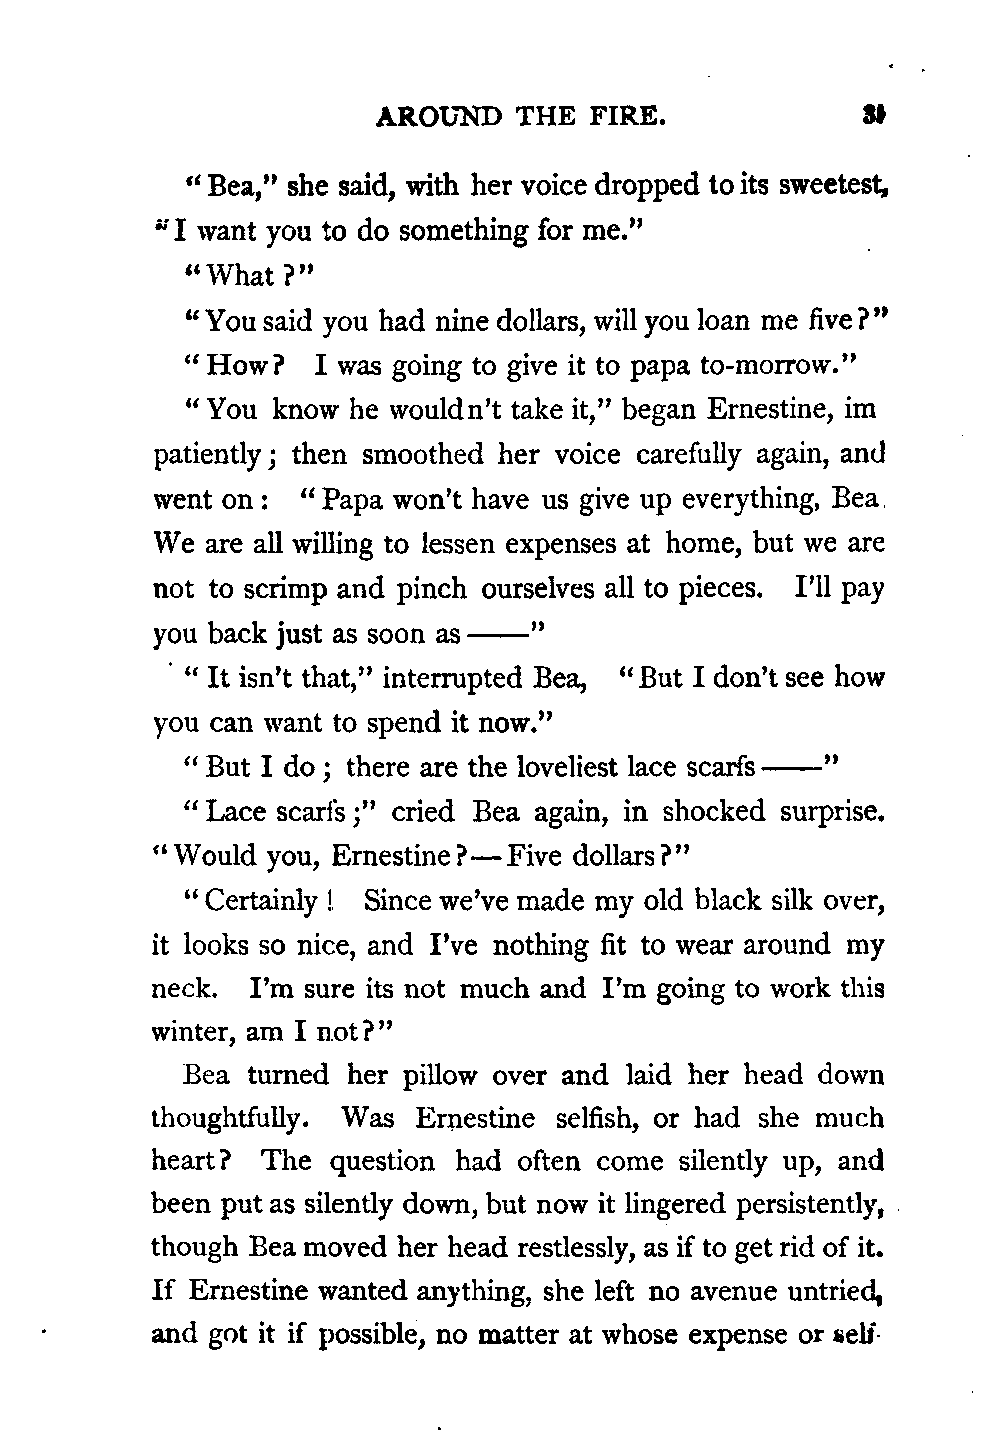 AROUND THE FIRE. 31
“Bea,” she said, with her voice dropped to its sweetest,
“I want you to do something for me.”
“What?”
“You said you had nine dollars, will you loan me five?”
“How? I was going to give it to papa to-morrow.”
“You know he wouldn't take it,” began Ernestine, im
patiently; then smoothed her voice carefully again, and
went on: “Papa won't have us give up everything, Bea.
We are all willing to lessen expenses at home, but we are
not to scrimp and pinch ourselves all to pieces. I'll pay
you back just as soon as ——”
“It isn't that,” interrupted Bea, “But I don't see how
you can want to spend it now.”
“But I do; there are the loveliest lace scarfs ——”
“Lace scarfs;” cried Bea again, in shocked surprise.
“Would you, Ernestine?—Five dollars?”
“Certainly! Since we've made my old black silk over,
it looks so nice, and I've nothing fit to wear around my
neck. I'm sure its not much and I'm going to work this
winter, am I not?”
Bea turned her pillow over and laid her head down
thoughtfully. Was Ernestine selfish, or had she much
heart? The question had often come silently up, and
been put as silently down, but now it lingered persistently,
though Bea moved her head restlessly, as if to get rid of it.
If Ernestine wanted anything, she left no avenue untried,
and got it if possible, no matter at whose expense or self-